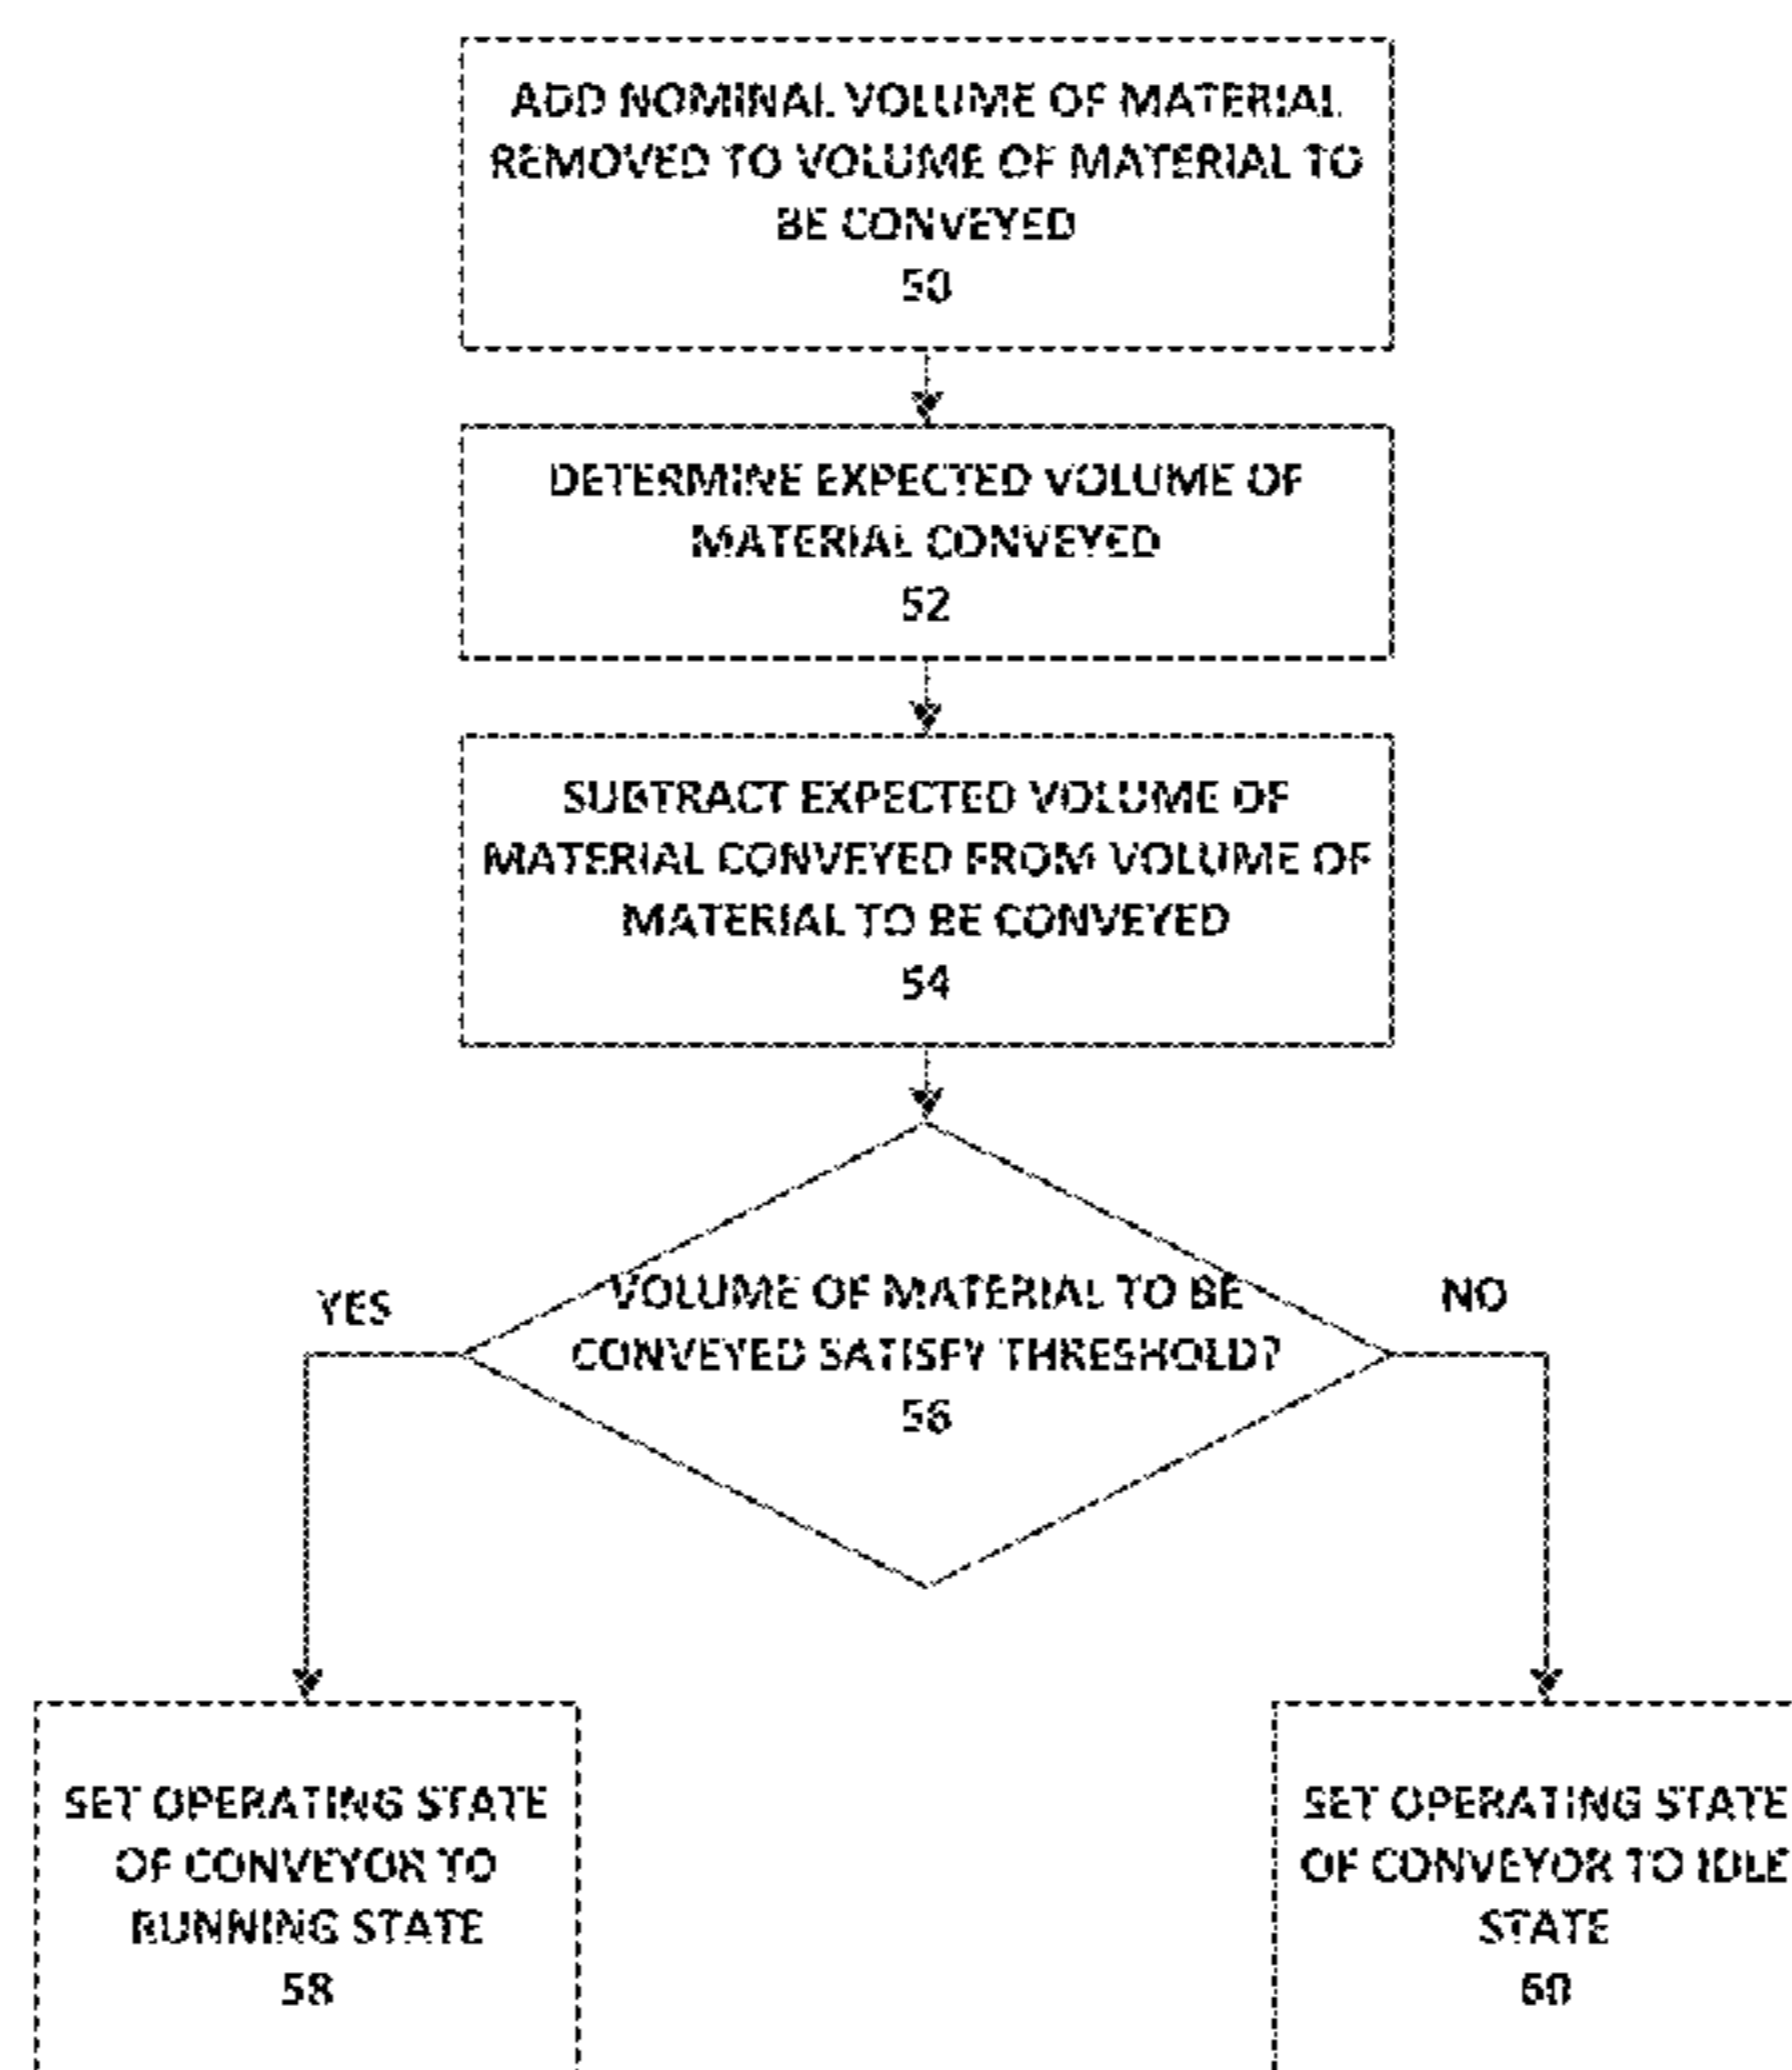 ADD NOMINAL VOLUME OF MATERIAL
REMOVED TO VOLUME OF MATERIAL TO
BE CONVEYED
50
DETERMINE EXPECTED VOLUME OF
MATERIAL CONVEYED
52
SUBTRACT EXPECTED VOLUME OF
MATERIAL CONVEYED FROM VOLUME OF
MATERIAL TO BE CONVEYED
54
VOLUME OF MATERIAL TO BE
CONVEYED SATISFY THRESHOLD?
56
YES
NO
SET OPERATING STATE
OF CONVEYOR TO
RUNNING STATE
58
SET OPERATING STATE
OF CONVEYOR TO IDLE
STATE
60